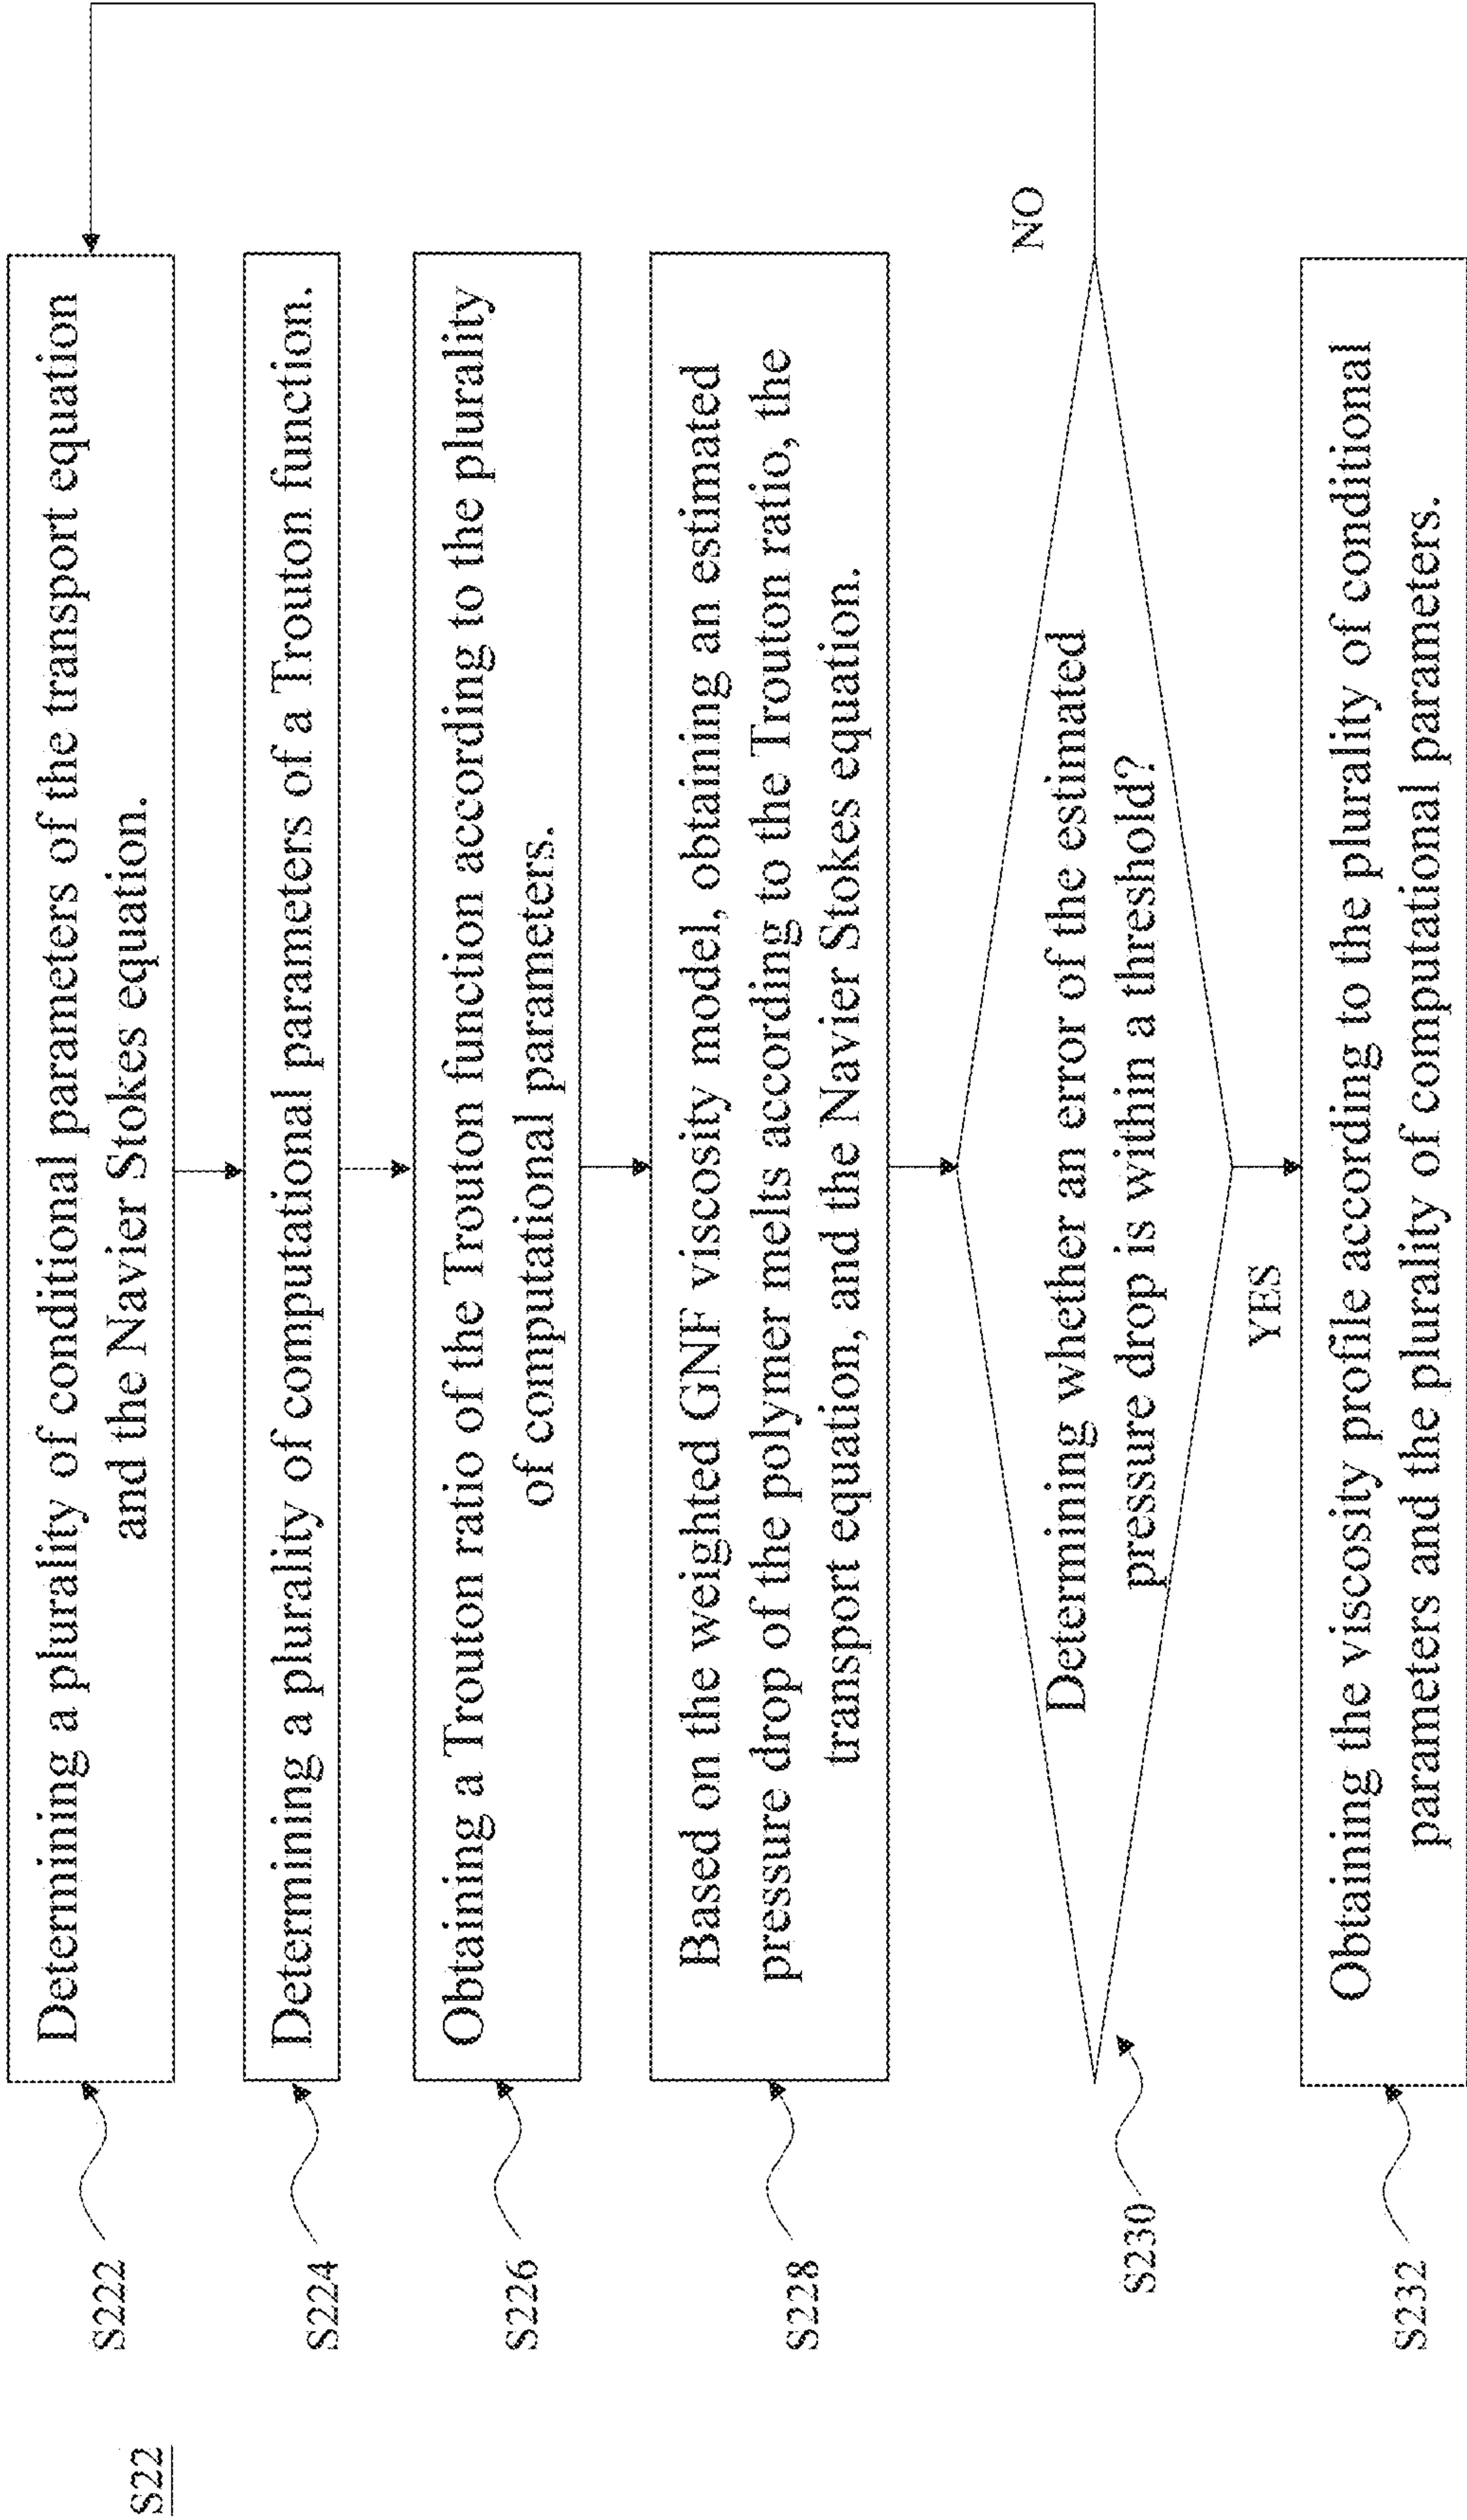 S22
S222
Determining a plurality of conditional parameters of the transport equation
and the Navier Stokes equation.
S224
Determining a plurality of computational parameters of a Trouton function.
S226
Obtaining a Trouton ratio of the Trouton function according to the plurality
of computational parameters.
S228
Based on the weighted GNF viscosity model, obtaining an estimated
pressure drop of the polymer melts according to the Trouton ratio, the
transport equation, and the Navier Stokes equation.
S230
Determining whether an error of the estimated
pressure drop is within a threshold?
NO
YES
S232
Obtaining the viscosity profile according to the plurality of conditional
parameters and the plurality of computational parameters.